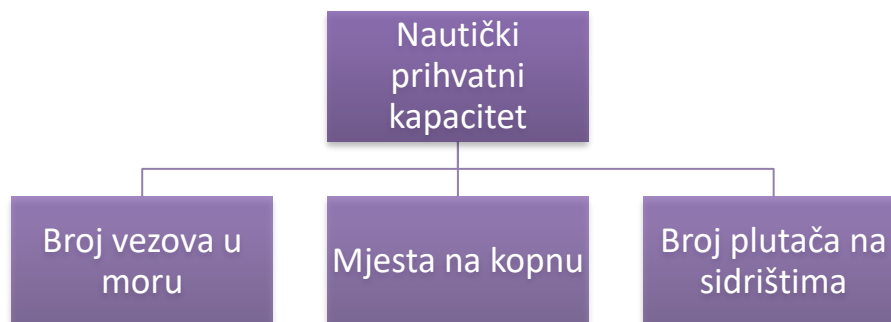 Nautički
prihvatni
kapacitet
Broj vezova u
moru
Mjesta na kopnu
Broj plutača na
sidrištima